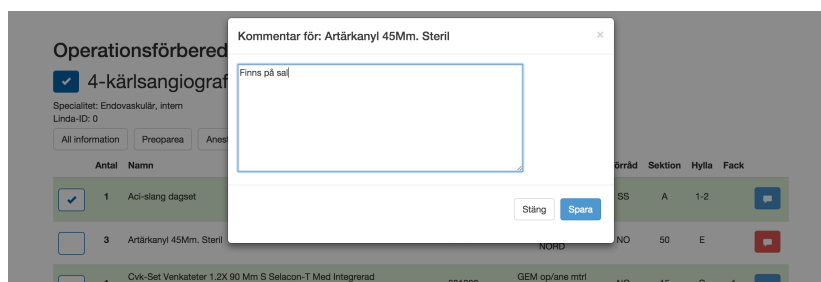 Kommentar för: Artärkanyl 45Mm. Steril ×
Finns på sal
Stäng Spara
Operationsförbered
4-kärlsangiograf
Specialitet: Endovaskulär, intern
Linda-ID: 0
All information Preoparea Anest
Antal Namn örråd Sektion Hylla Fack
1 Aci-slang dagset SS A 1-2
3 Artärkanyl 45Mm. Steril NORD NO 50 E
Cvk-Set Venkateter 1.2X 90 Mm S Selacon-T Med Integrerad GEM op/ane mtrl